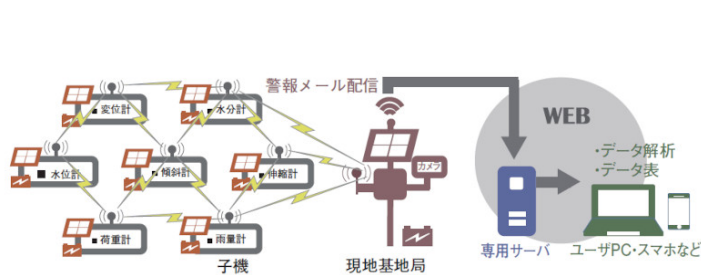 警報メール配信
WEB
■変位計
■水分計
カメラ
・データ解析
・データ表
■水位計
■傾斜計
■伸縮計
■荷重計
■雨量計
子機
現地基地局
専用サーバ
ユーザPC・スマホなど